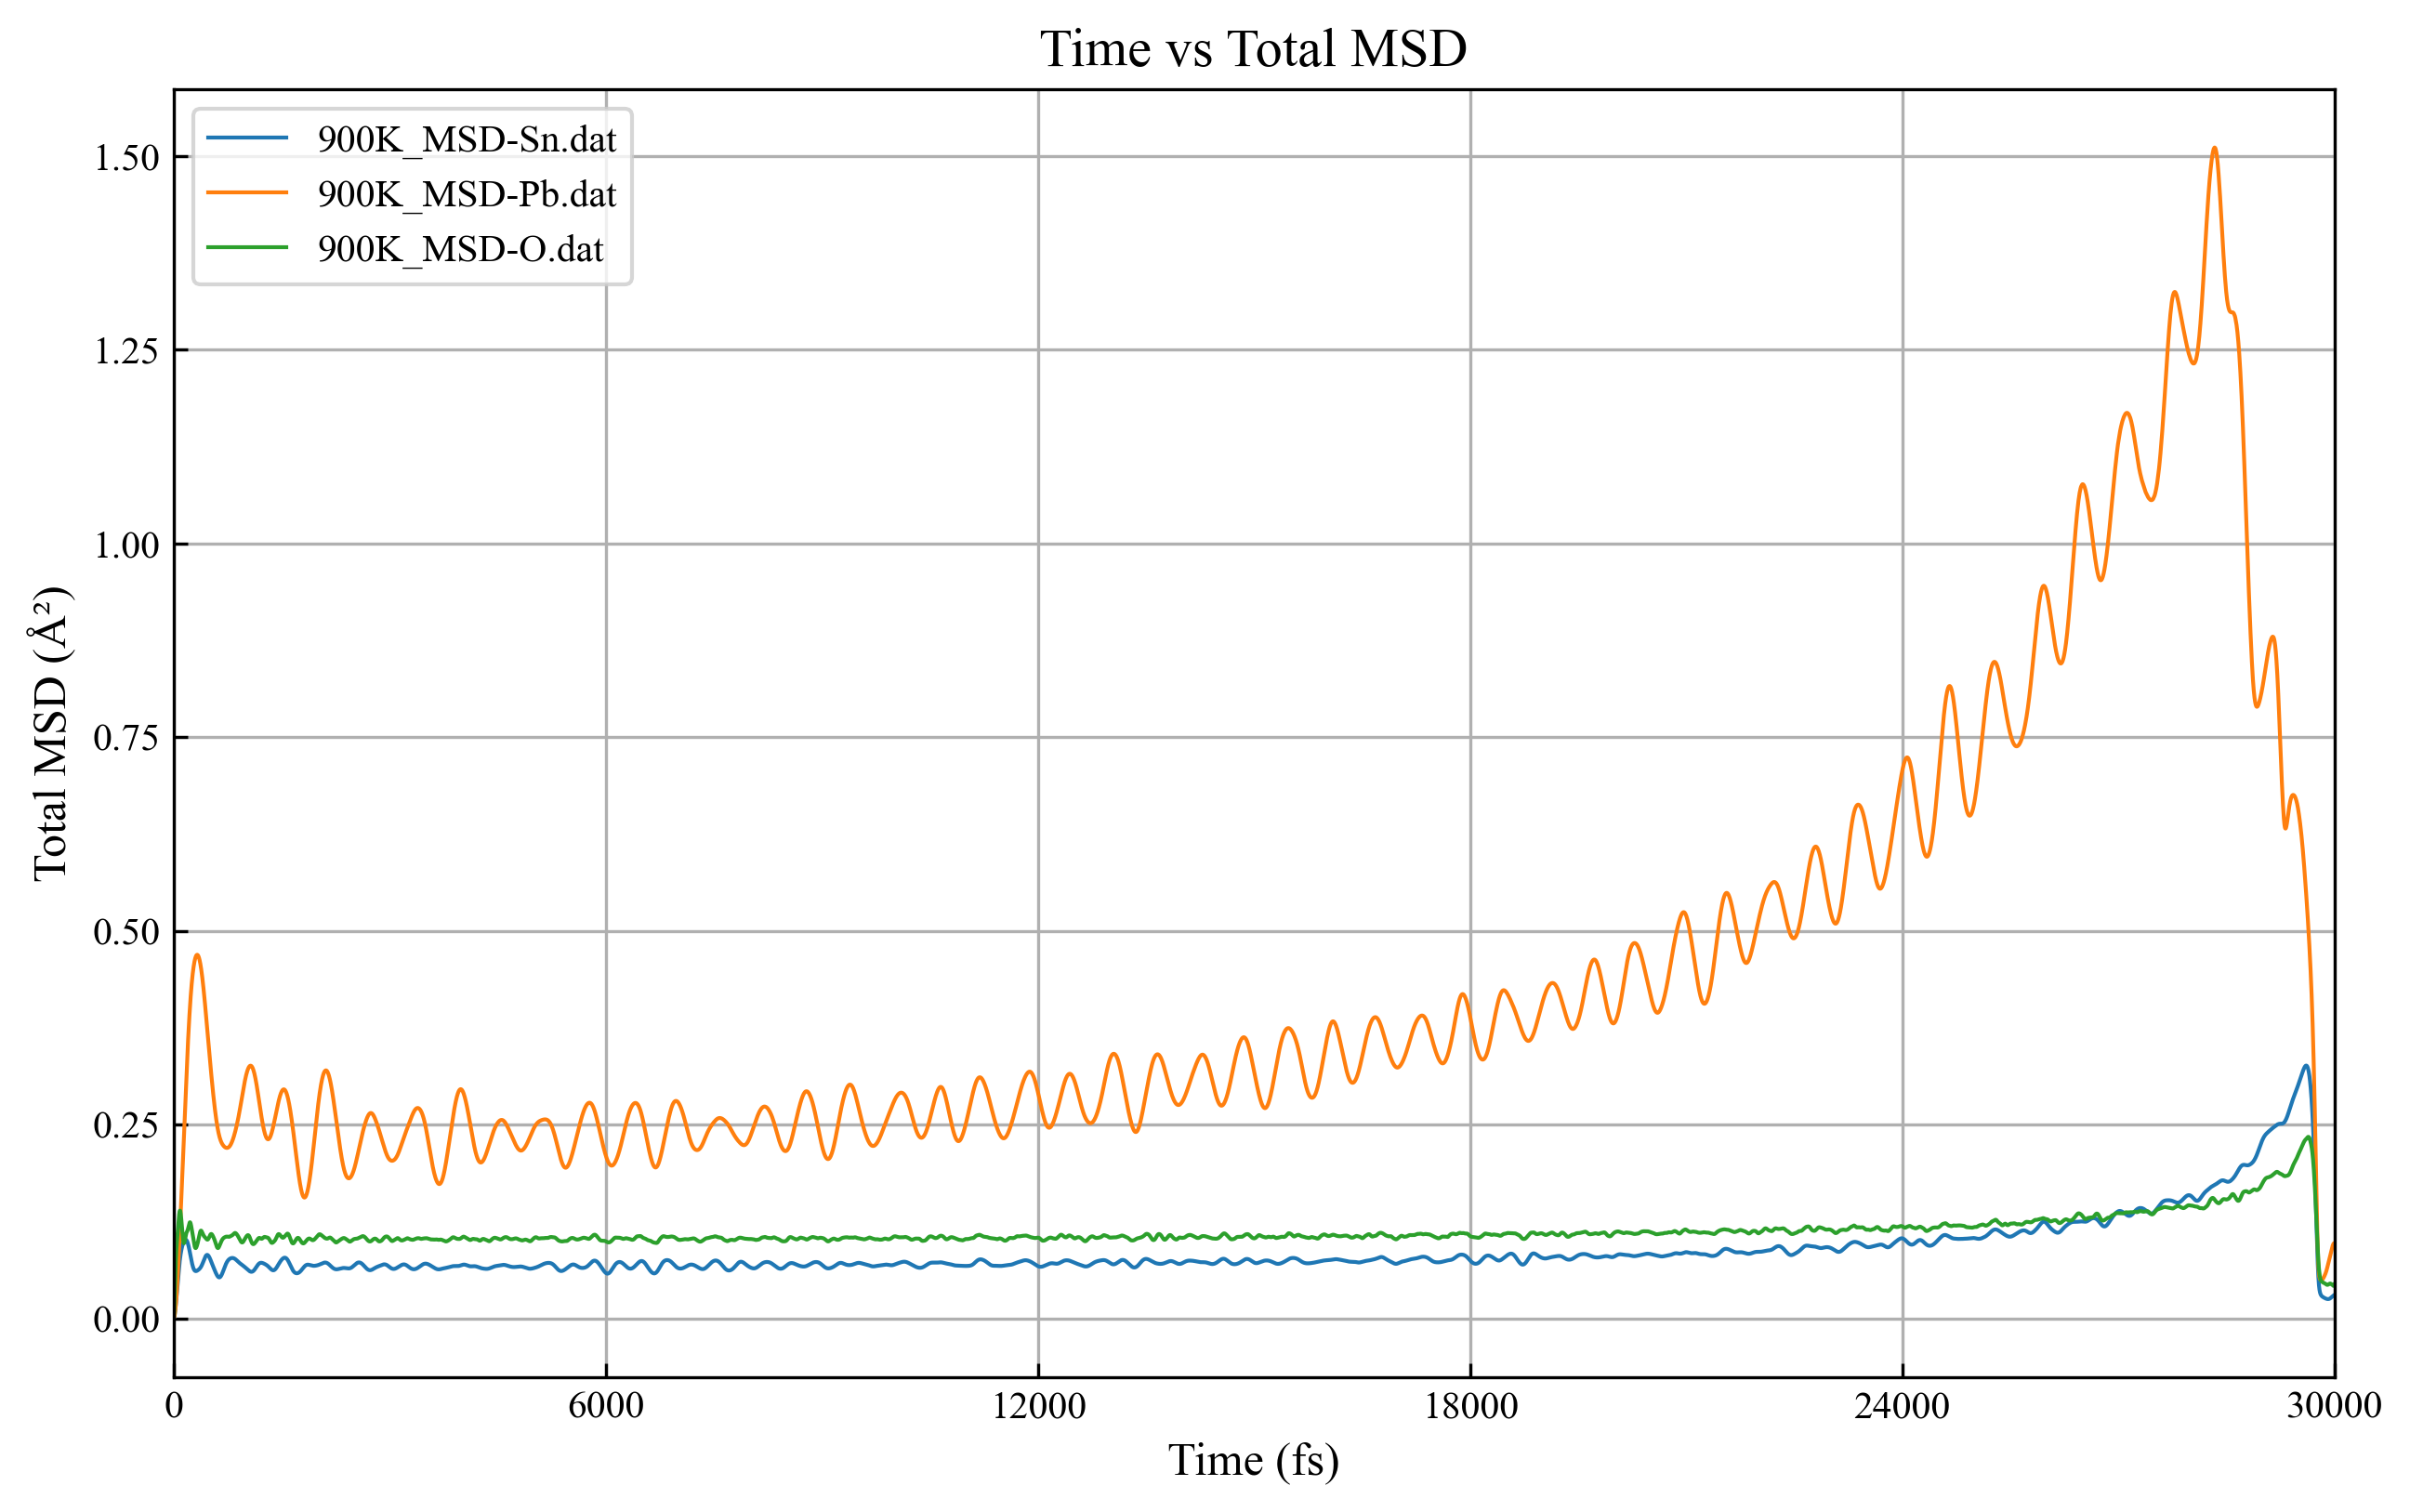 Time vs Total MSD
900K_MSD-Sn.dat
900K_MSD-Pb.dat
900K_MSD-O.dat
1.50
1.25
1.00
0.75
0.50
0.25
0.00
Total MSD (Å²)
0 6000 12000 18000 24000 30000
Time (fs)